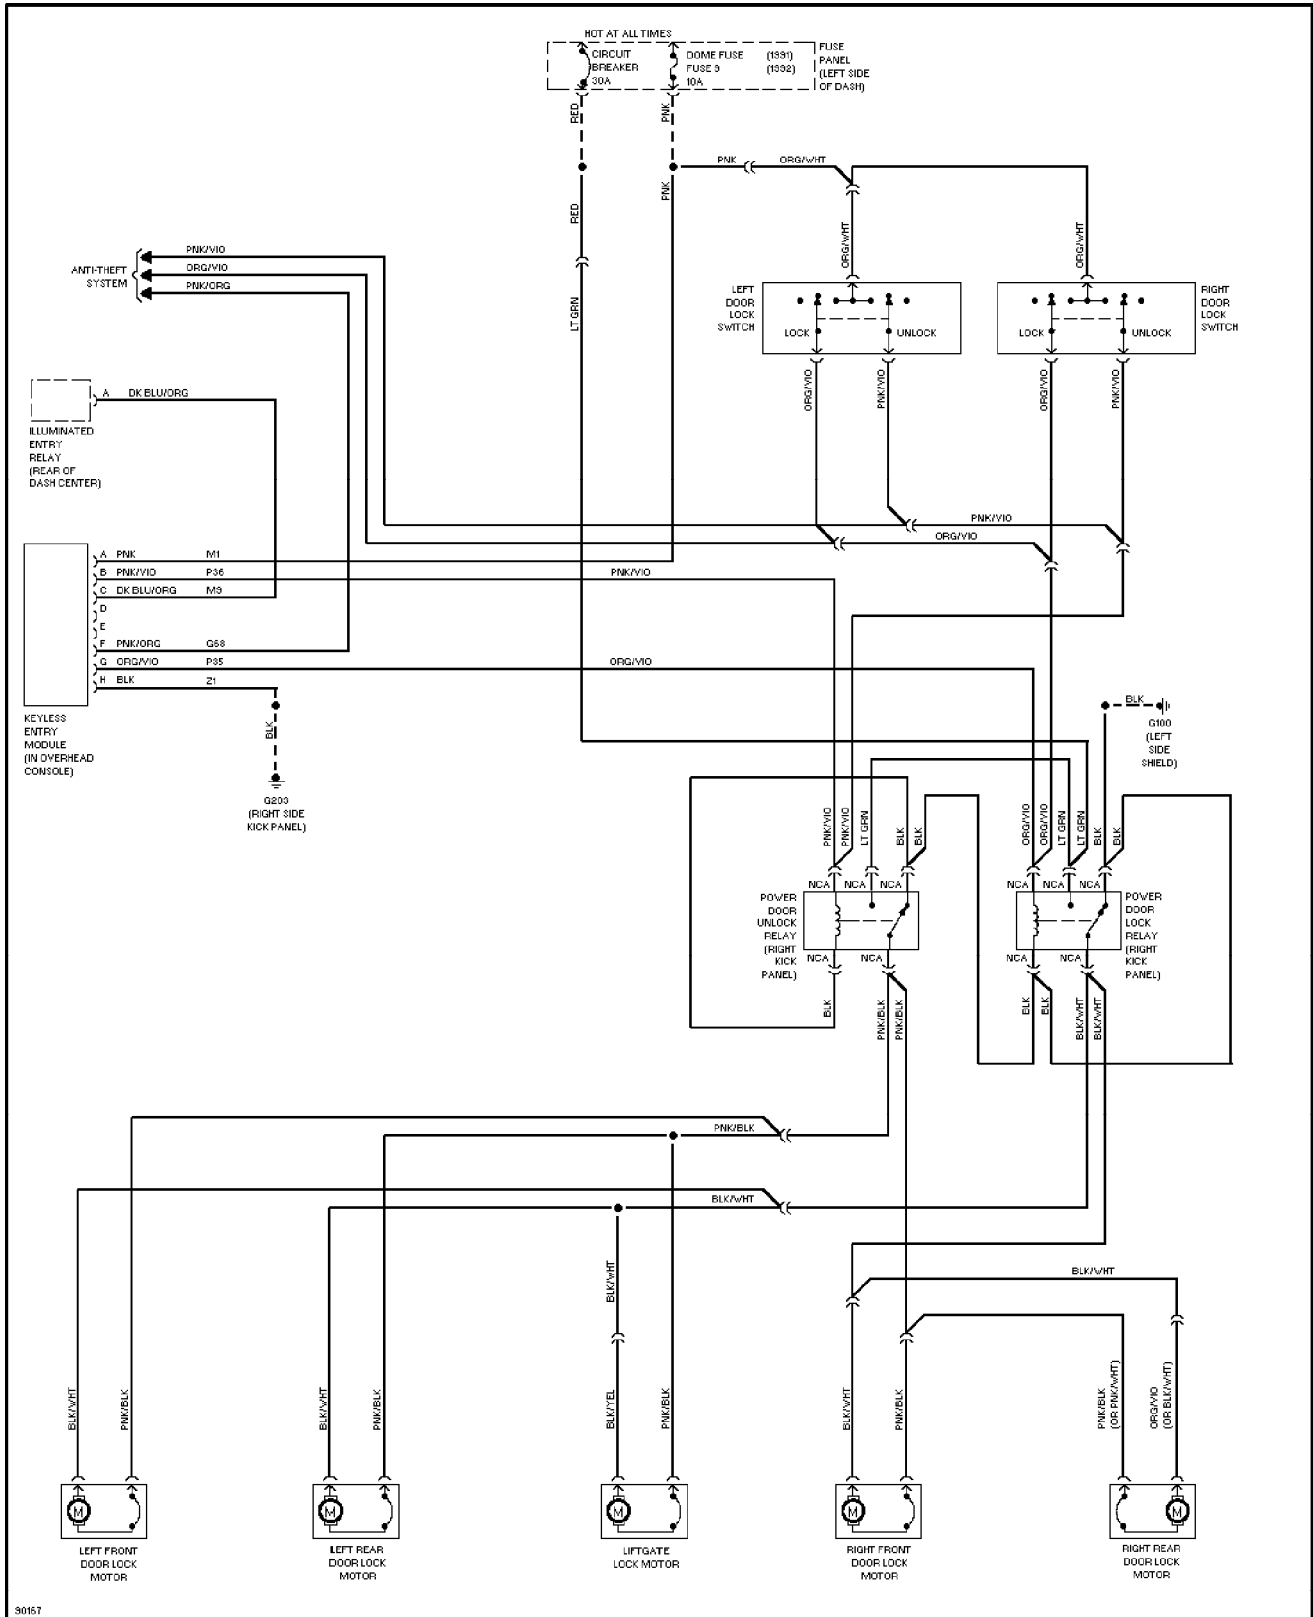 HOT AT ALL TIMES
CIRCUIT
BREAKER
30A
DOME FUSE (1991)
FUSE 9 (1992)
10A
FUSE
PANEL
(LEFT SIDE
OF DASH)
RED
PNK
PNK
ORG/WHT
RED
PNK
ORG/WHT
ORG/WHT
PNK/VIO
ORG/VIO
PNK/ORG
ANTI-THEFT
SYSTEM
LT GRN
LEFT
DOOR
LOCK
SWITCH
LOCK
UNLOCK
RIGHT
DOOR
LOCK
SWITCH
LOCK
UNLOCK
ORG/VIO
PNK/VIO
ORG/VIO
PNK/VIO
A DK BLU/ORG
ILLUMINATED
ENTRY
RELAY
(REAR OF
DASH CENTER)
PNK/VIO
ORG/VIO
A PNK M1
B PNK/VIO P36
PNK/VIO
C DK BLU/ORG M9
D
E
F PNK/ORG G68
G ORG/VIO P35
ORG/VIO
H BLK Z1
KEYLESS
ENTRY
MODULE
(IN OVERHEAD
CONSOLE)
BLK
G203
(RIGHT SIDE
KICK PANEL)
BLK
G100
(LEFT
SIDE
SHIELD)
PNK/VIO
PNK/VIO
LT GRN
BLK
BLK
ORG/VIO
ORG/VIO
LT GRN
LT GRN
BLK
BLK
NCA NCA NCA
NCA NCA NCA
POWER
DOOR
UNLOCK
RELAY
(RIGHT
KICK
PANEL)
POWER
DOOR
LOCK
RELAY
(RIGHT
KICK
PANEL)
NCA NCA
NCA NCA
BLK
PNK/BLK
PNK/BLK
BLK
BLK
BLK/WHT
BLK/WHT
PNK/BLK
BLK/WHT
BLK/WHT
BLK/WHT
BLK/WHT
PNK/BLK
BLK/WHT
PNK/BLK
BLK/YEL
PNK/BLK
BLK/WHT
PNK/BLK
PNK/BLK
(OR PNK/WHT)
ORG/VIO
(OR BLK/WHT)
M
M
M
M
M
LEFT FRONT
DOOR LOCK
MOTOR
LEFT REAR
DOOR LOCK
MOTOR
LIFTGATE
LOCK MOTOR
RIGHT FRONT
DOOR LOCK
MOTOR
RIGHT REAR
DOOR LOCK
MOTOR
90167